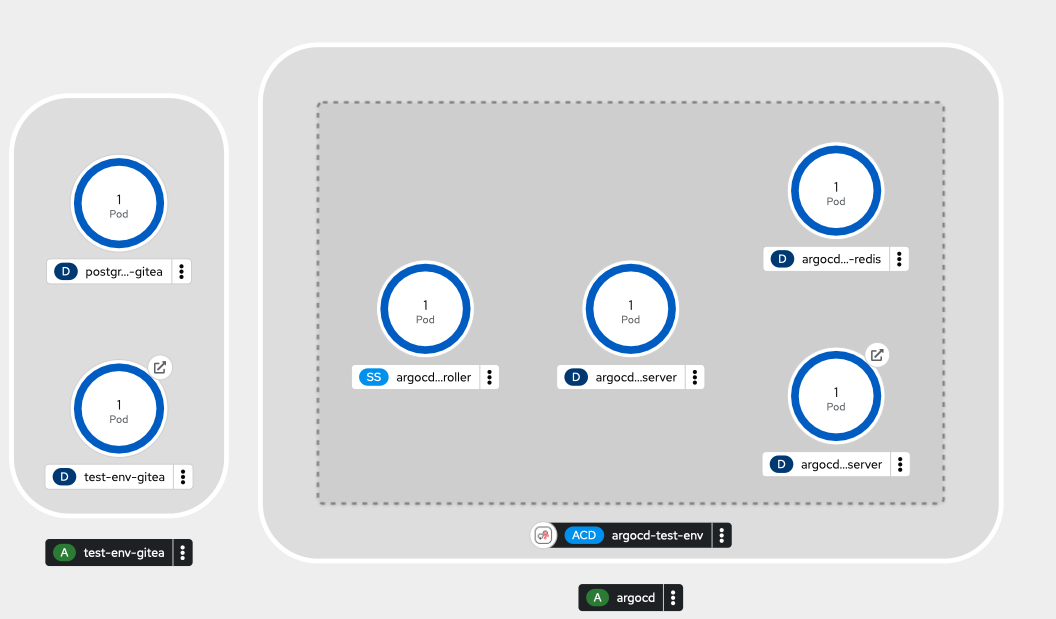 1
Pod
D postgr...-gitea
1
Pod
D test-env-gitea
A test-env-gitea
1
Pod
SS argocd...roller
1
Pod
D argocd...server
1
Pod
D argocd...-redis
1
Pod
D argocd...server
ACD argocd-test-env
A argocd